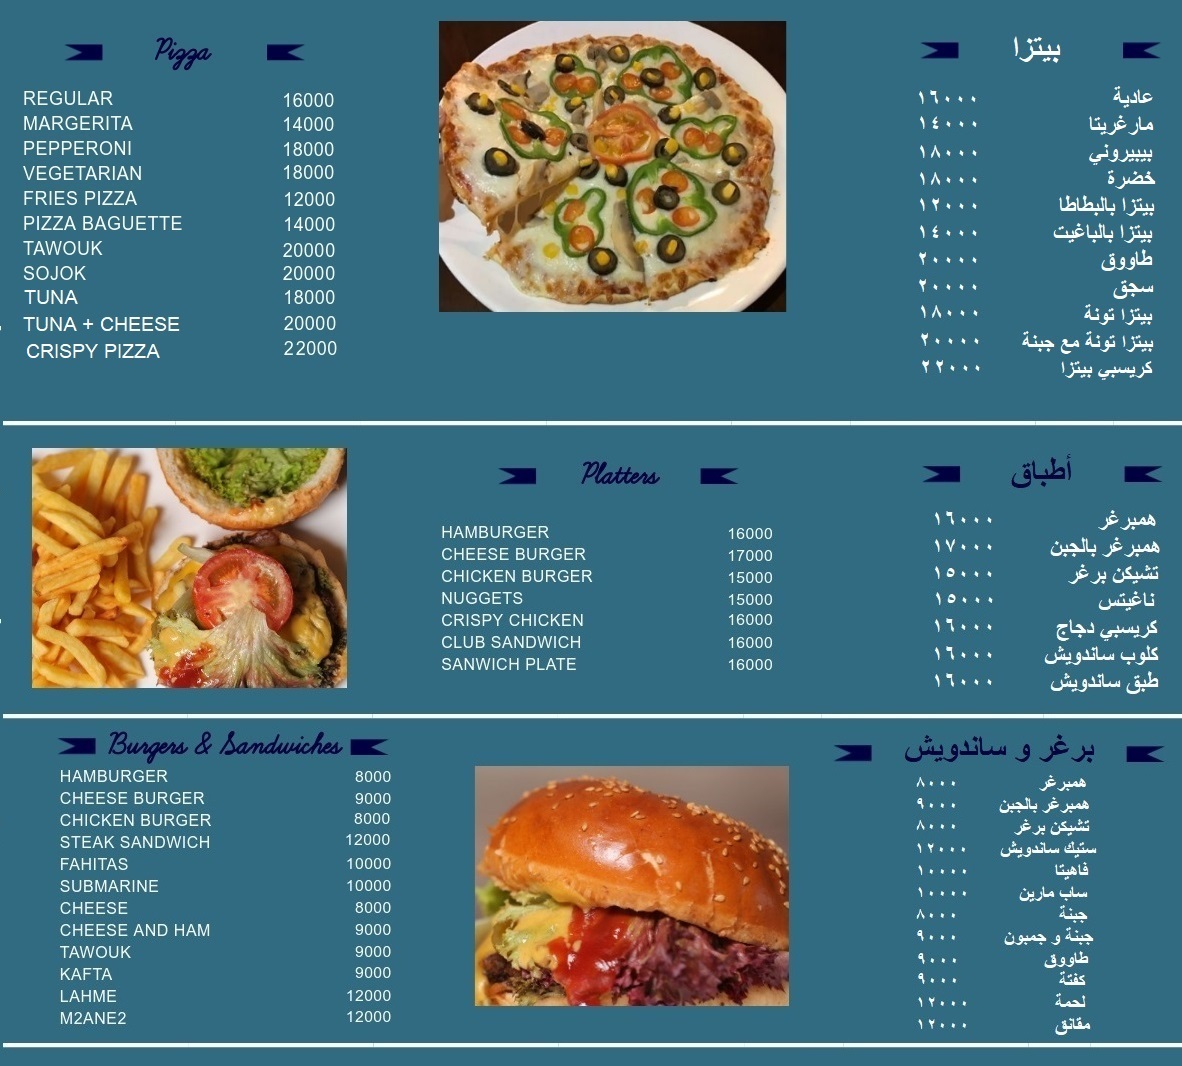 Pizza
REGULAR 16000
MARGERITA 14000
PEPPERONI 18000
VEGETARIAN 18000
FRIES PIZZA 12000
PIZZA BAGUETTE 14000
TAWOUK 20000
SOJOK 20000
TUNA 18000
TUNA + CHEESE 20000
CRISPY PIZZA 22000
بيتزا
عادية ١٦٠٠٠
مارغريتا ١٤٠٠٠
بيبيروني ١٨٠٠٠
خضرة ١٨٠٠٠
بيتزا بالبطاطا ١٢٠٠٠
بيتزا بالباغيت ١٤٠٠٠
طاووق ٢٠٠٠٠
سجق ٢٠٠٠٠
بيتزا تونة ١٨٠٠٠
بيتزا تونة مع جبنة ٢٠٠٠٠
كريسبي بيتزا ٢٢٠٠٠
Platters
HAMBURGER 16000
CHEESE BURGER 17000
CHICKEN BURGER 15000
NUGGETS 15000
CRISPY CHICKEN 16000
CLUB SANDWICH 16000
SANWICH PLATE 16000
أطباق
همبرغر ١٦٠٠٠
همبرغر بالجبن ١٧٠٠٠
تشيكن برغر ١٥٠٠٠
ناغيتس ١٥٠٠٠
كريسبي دجاج ١٦٠٠٠
كلوب ساندويش ١٦٠٠٠
طبق ساندويش ١٦٠٠٠
Burgers & Sandwiches
HAMBURGER 8000
CHEESE BURGER 9000
CHICKEN BURGER 8000
STEAK SANDWICH 12000
FAHITAS 10000
SUBMARINE 10000
CHEESE 8000
CHEESE AND HAM 9000
TAWOUK 9000
KAFTA 9000
LAHME 12000
M2ANE2 12000
برغر و ساندويش
همبرغر ٨٠٠٠
همبرغر بالجبن ٩٠٠٠
تشيكن برغر ٨٠٠٠
ستيك ساندويش ١٢٠٠٠
فاهيتا ١٠٠٠٠
ساب مارين ١٠٠٠٠
جبنة ٨٠٠٠
جبنة و جمبون ٩٠٠٠
طاووق ٩٠٠٠
كفتة ٩٠٠٠
لحمة ١٢٠٠٠
مقانق ١٢٠٠٠